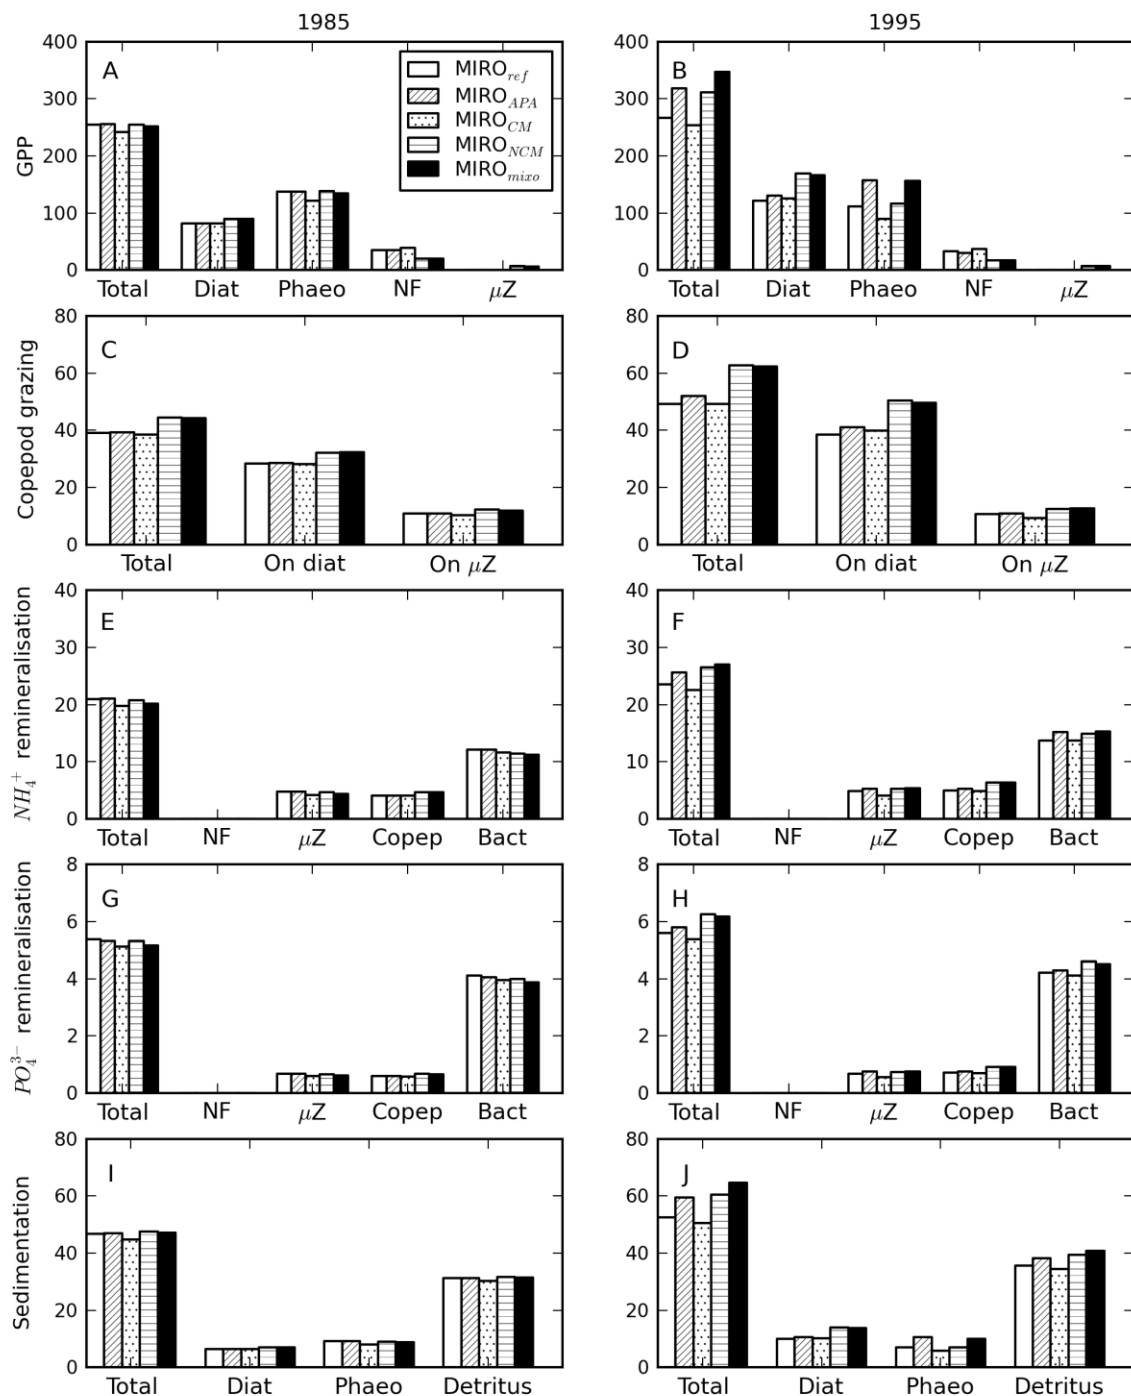 1985
1995
GPP
400
300
200
100
0
A
MIRO_ref
MIRO_APA
MIRO_CM
MIRO_NCM
MIRO_mixo
Total Diat Phaeo NF μZ
400
300
200
100
0
B
Total Diat Phaeo NF μZ
Copepod grazing
80
60
40
20
0
C
Total On diat On μZ
80
60
40
20
0
D
Total On diat On μZ
NH₄⁺ remineralisation
40
30
20
10
0
E
Total NF μZ Copep Bact
40
30
20
10
0
F
Total NF μZ Copep Bact
PO₄³⁻ remineralisation
8
6
4
2
0
G
Total NF μZ Copep Bact
8
6
4
2
0
H
Total NF μZ Copep Bact
Sedimentation
80
60
40
20
0
I
Total Diat Phaeo Detritus
80
60
40
20
0
J
Total Diat Phaeo Detritus